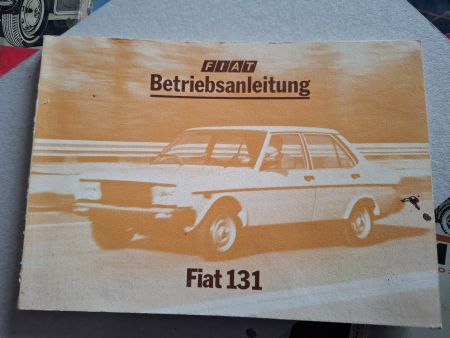 FIAT
Betriebsanleitung
Fiat 131